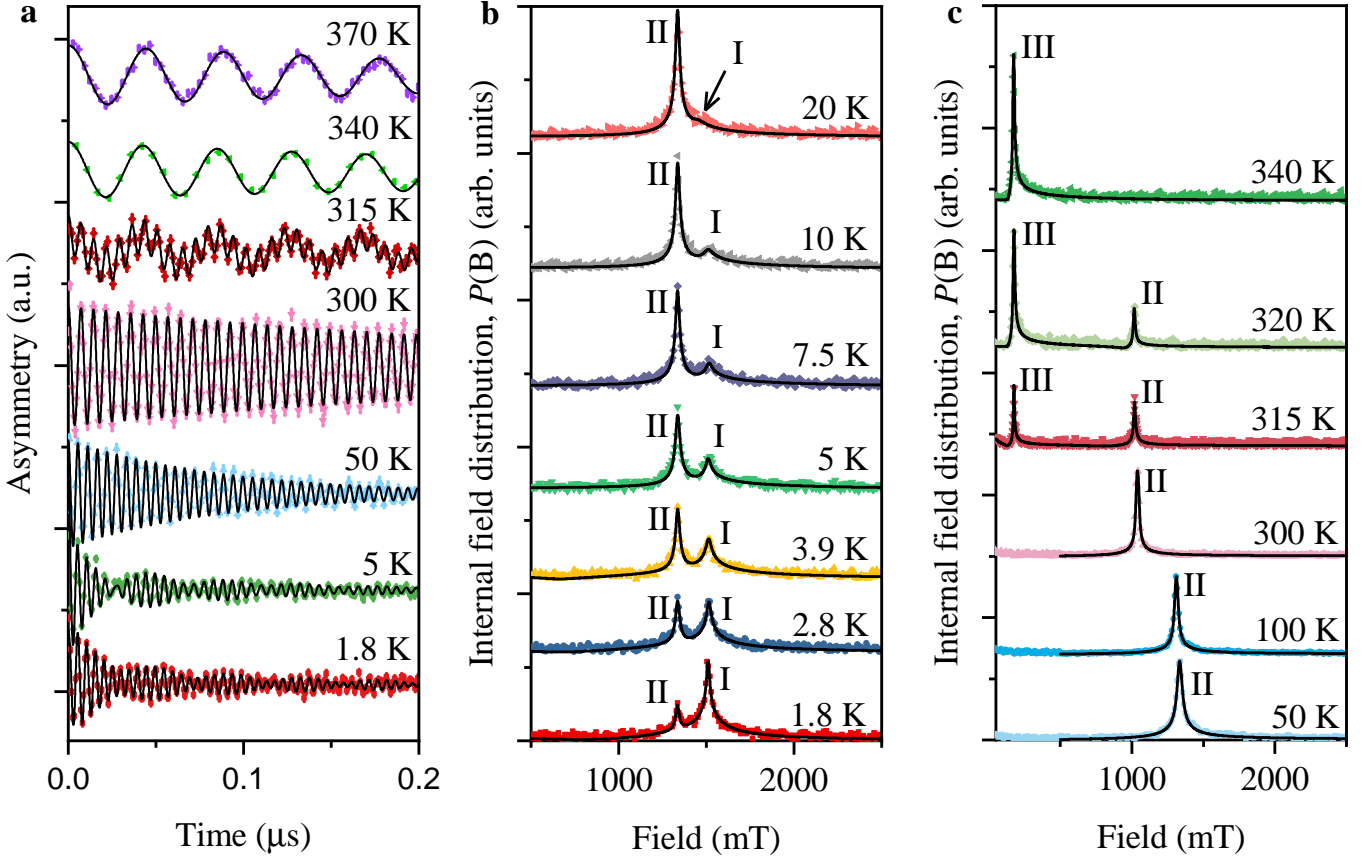 a
370 K
340 K
315 K
300 K
50 K
5 K
1.8 K
Asymmetry (a.u.)
0.0
0.1
0.2
Time (μs)
b
II
I
20 K
II
I
10 K
II
I
7.5 K
II
I
5 K
II
I
3.9 K
II
I
2.8 K
II
I
1.8 K
Internal field distribution, P(B) (arb. units)
1000
2000
Field (mT)
c
III
340 K
III
II
320 K
III
II
315 K
II
300 K
II
100 K
II
50 K
Internal field distribution, P(B) (arb. units)
1000
2000
Field (mT)